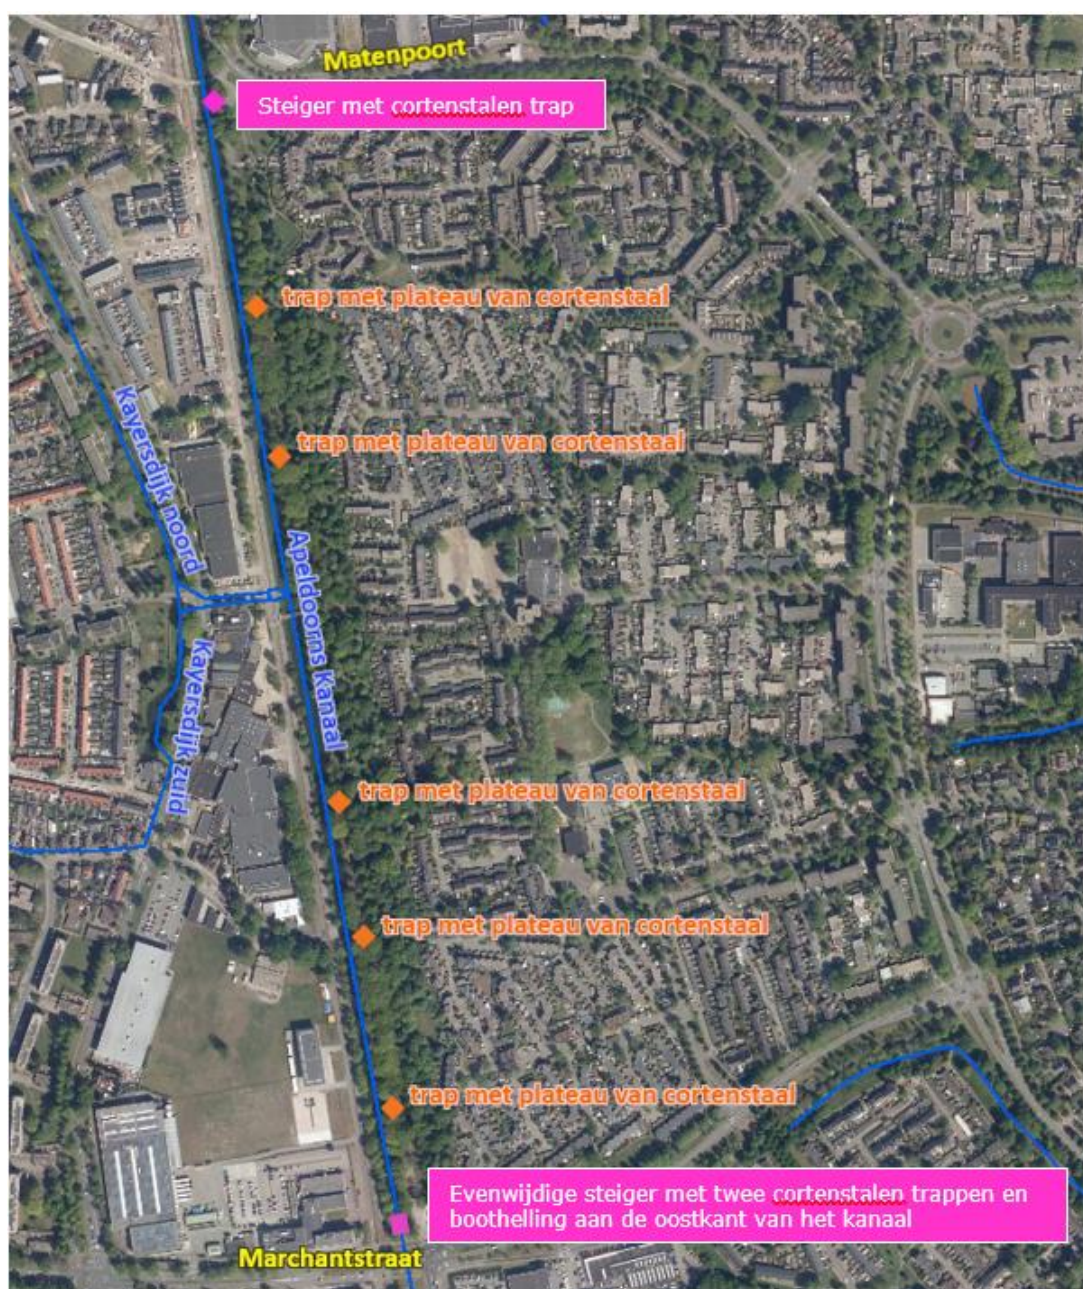 Matenpoort
Steiger met cortenstalen trap
trap met plateau van cortenstaal
trap met plateau van cortenstaal
Kayersdijk noord
Apeldoorns Kanaal
Kayersdijk zuid
trap met plateau van cortenstaal
trap met plateau van cortenstaal
trap met plateau van cortenstaal
Evenwijdige steiger met twee cortenstalen trappen en
boothelling aan de oostkant van het kanaal
Marchantstraat